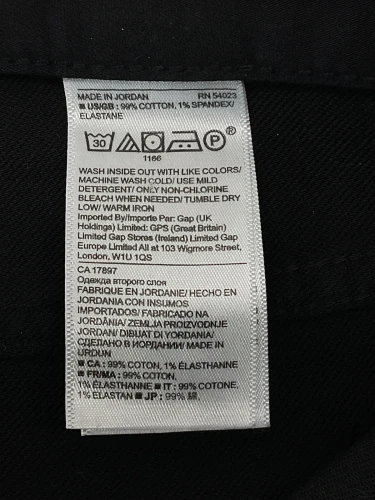 MADE IN JORDAN RN 54023
■ US/GB : 99% COTTON, 1% SPANDEX/
ELASTANE
30 P ®
1166
WASH INSIDE OUT WITH LIKE COLORS/
MACHINE WASH COLD/ USE MILD
DETERGENT/ ONLY NON-CHLORINE
BLEACH WHEN NEEDED/ TUMBLE DRY
LOW/ WARM IRON
Imported By/Importe Par: Gap (UK
Holdings) Limited: GPS (Great Britain)
Limited Gap Stores (Ireland) Limited Gap
Europe Limited All at 103 Wigmore Street,
London, W1U 1QS
CA 17897
Одежда второго слоя
FABRIQUE EN JORDANIE/ HECHO EN
JORDANIA CON INSUMOS
IMPORTADOS/ FABRICADO NA
JORDÂNIA/ ZEMLJA PROIZVODNJE
JORDAN/ DIBUAT DI YORDANIA/
СДЕЛАНО В ИОРДАНИИ/ MADE IN
URDUN
■ CA : 99% COTON, 1% ÉLASTHANNE
■ FR/MA : 99% COTON,
1% ÉLASTHANNE ■ IT : 99% COTONE,
1% ELASTAN ■ JP : 99% 綿,